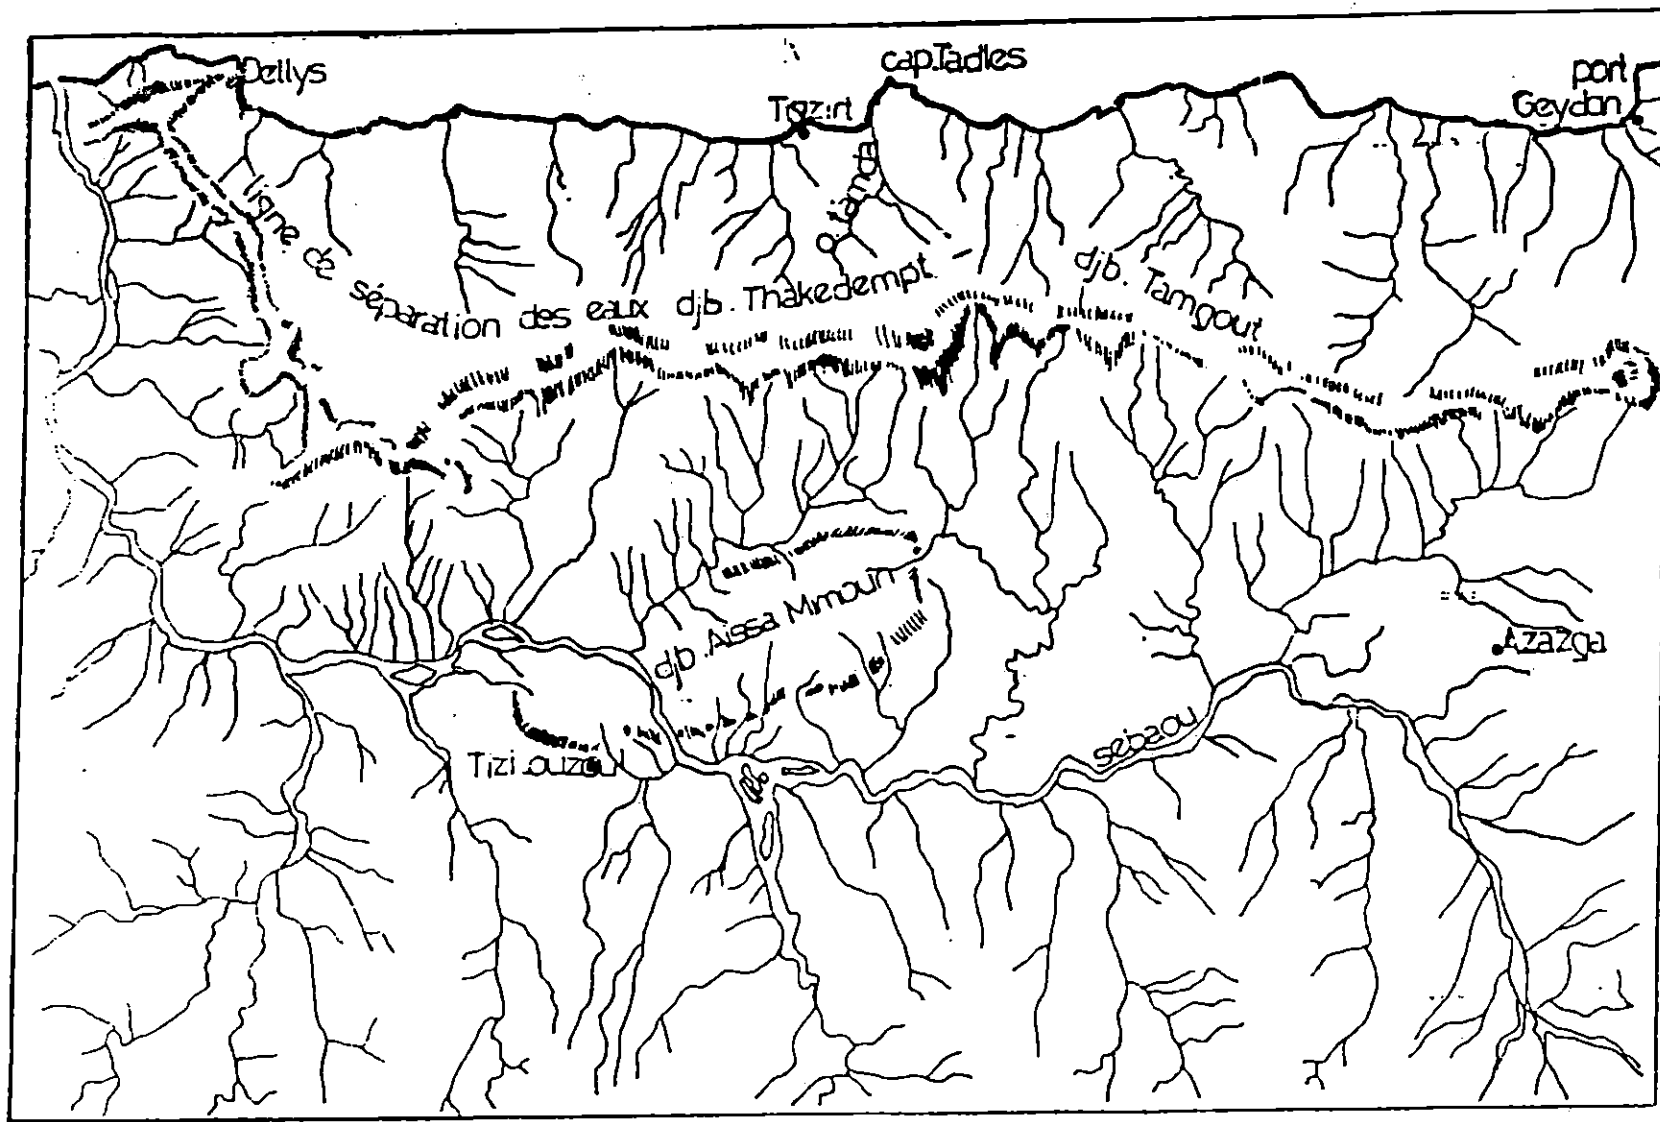 Dellys
cap.Tadles
port
Geydon
Tigzirt
O. tamda
ligne de séparation des eaux
djb. Thakedempt
djb. Tamgout
djb. Aissa Mimoun
Azazga
sebaou
Tizi.ouzou